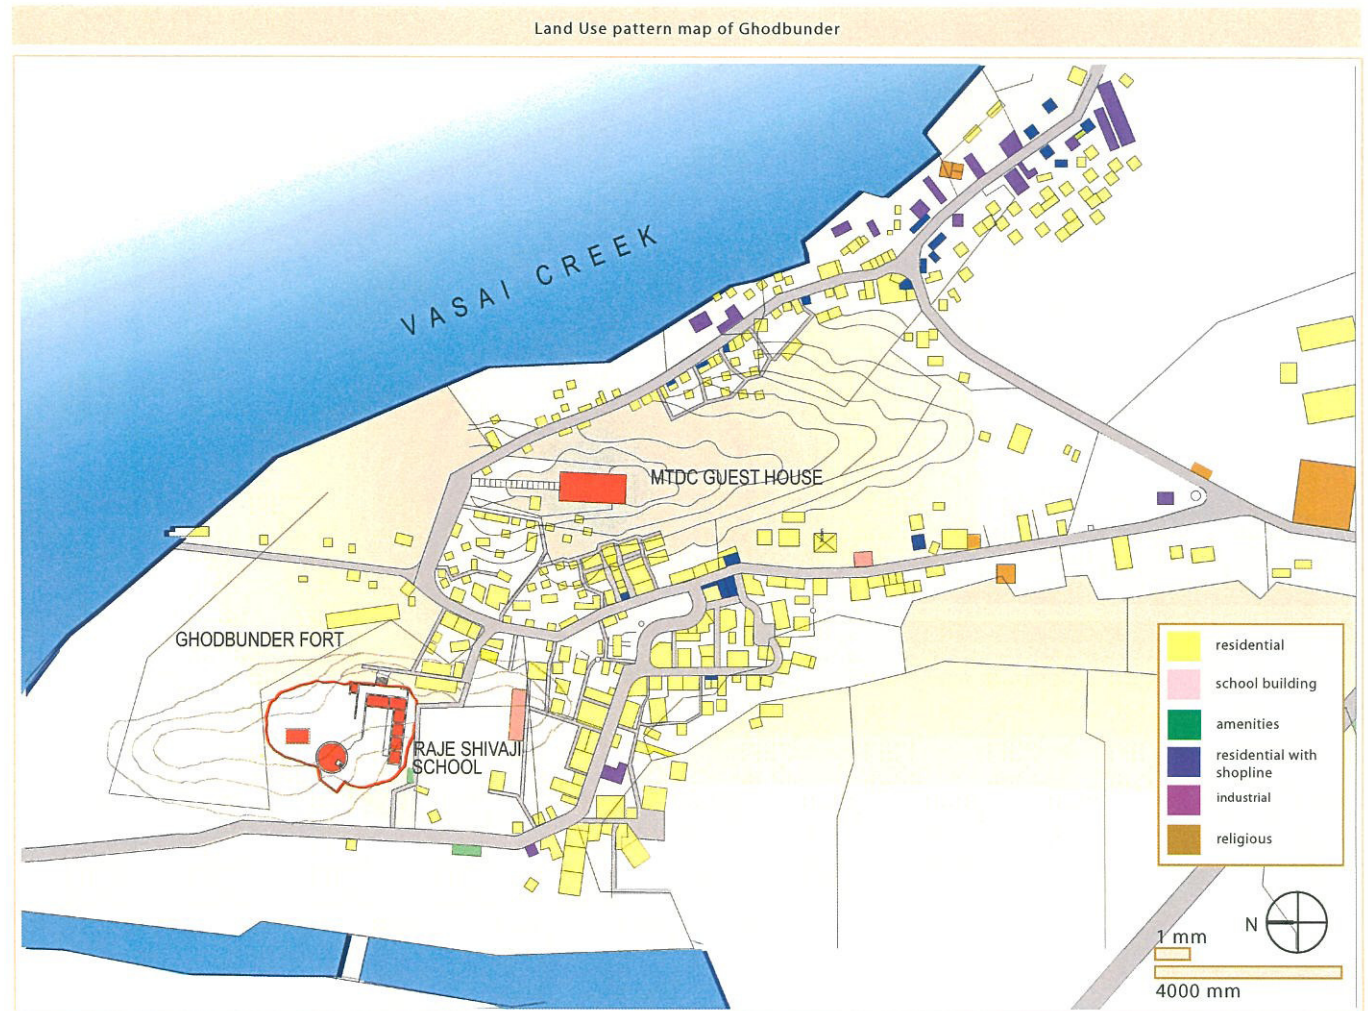 Land Use pattern map of Ghodbunder
VASAI CREEK
MTDC GUEST HOUSE
GHODBUNDER FORT
RAJE SHIVAJI
SCHOOL
residential
school building
amenities
residential with
shopline
industrial
religious
N
1 mm
4000 mm